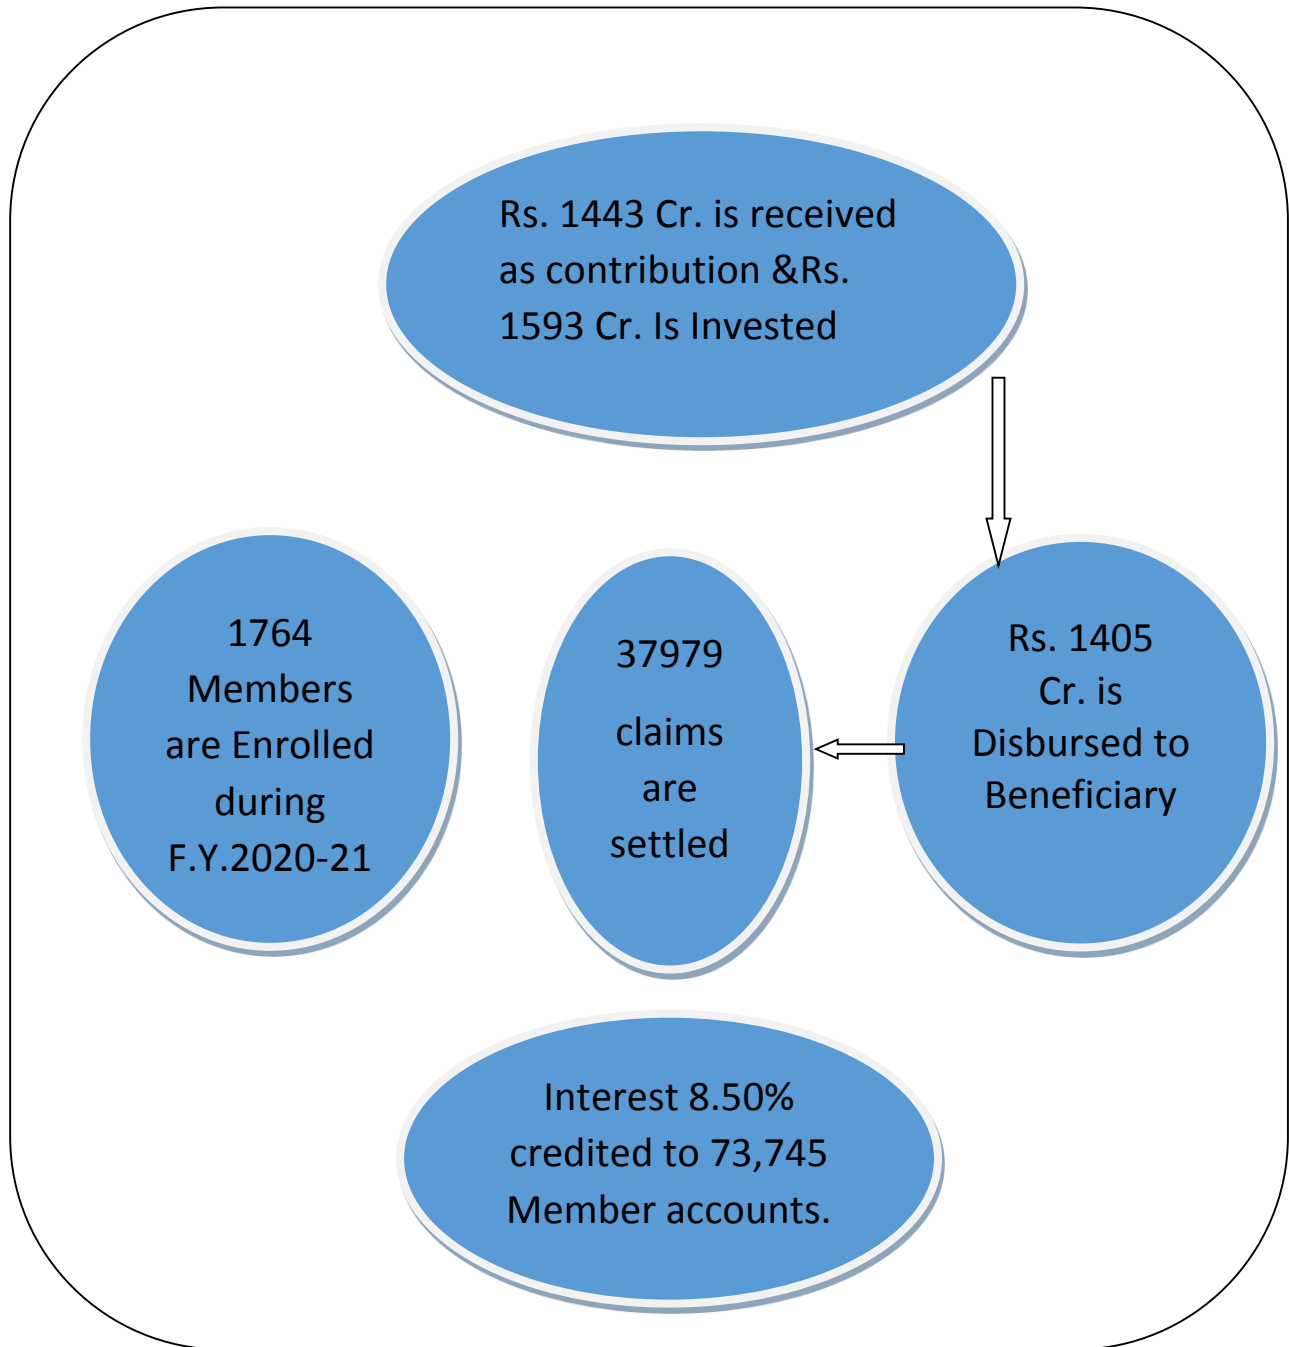 Rs. 1443 Cr. is received
as contribution &Rs.
1593 Cr. Is Invested
1764
Members
are Enrolled
during
F.Y.2020-21
37979
claims
are
settled
Rs. 1405
Cr. is
Disbursed to
Beneficiary
Interest 8.50%
credited to 73,745
Member accounts.